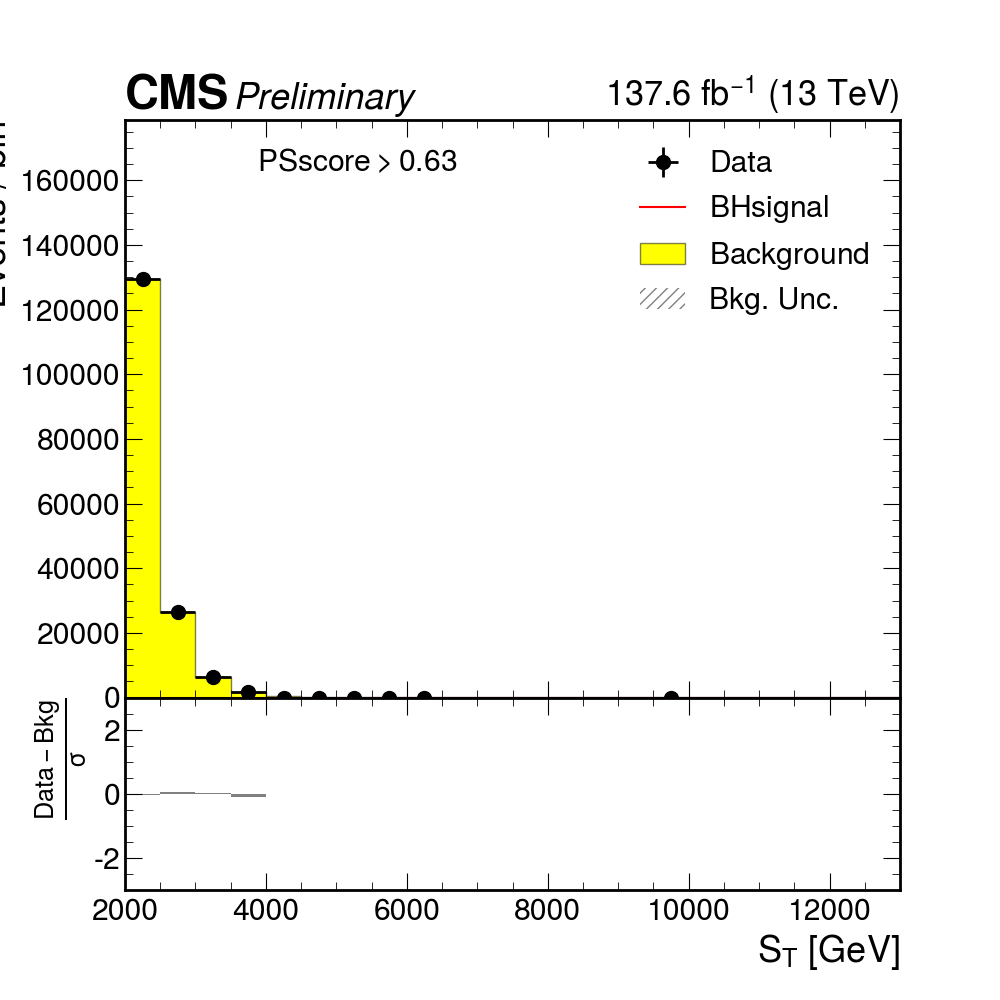 CMS Preliminary 137.6 fb⁻¹ (13 TeV)
PSscore > 0.63
Data
BHsignal
Background
Bkg. Unc.
160000
140000
120000
100000
80000
60000
40000
20000
0
Data – Bkg
σ
2
0
-2
2000 4000 6000 8000 10000 12000
S_T [GeV]